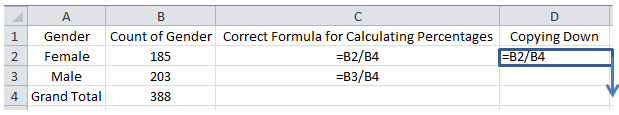 A B C D
1 Gender Count of Gender Correct Formula for Calculating Percentages Copying Down
2 Female 185 =B2/B4 =B2/B4
3 Male 203 =B3/B4
4 Grand Total 388